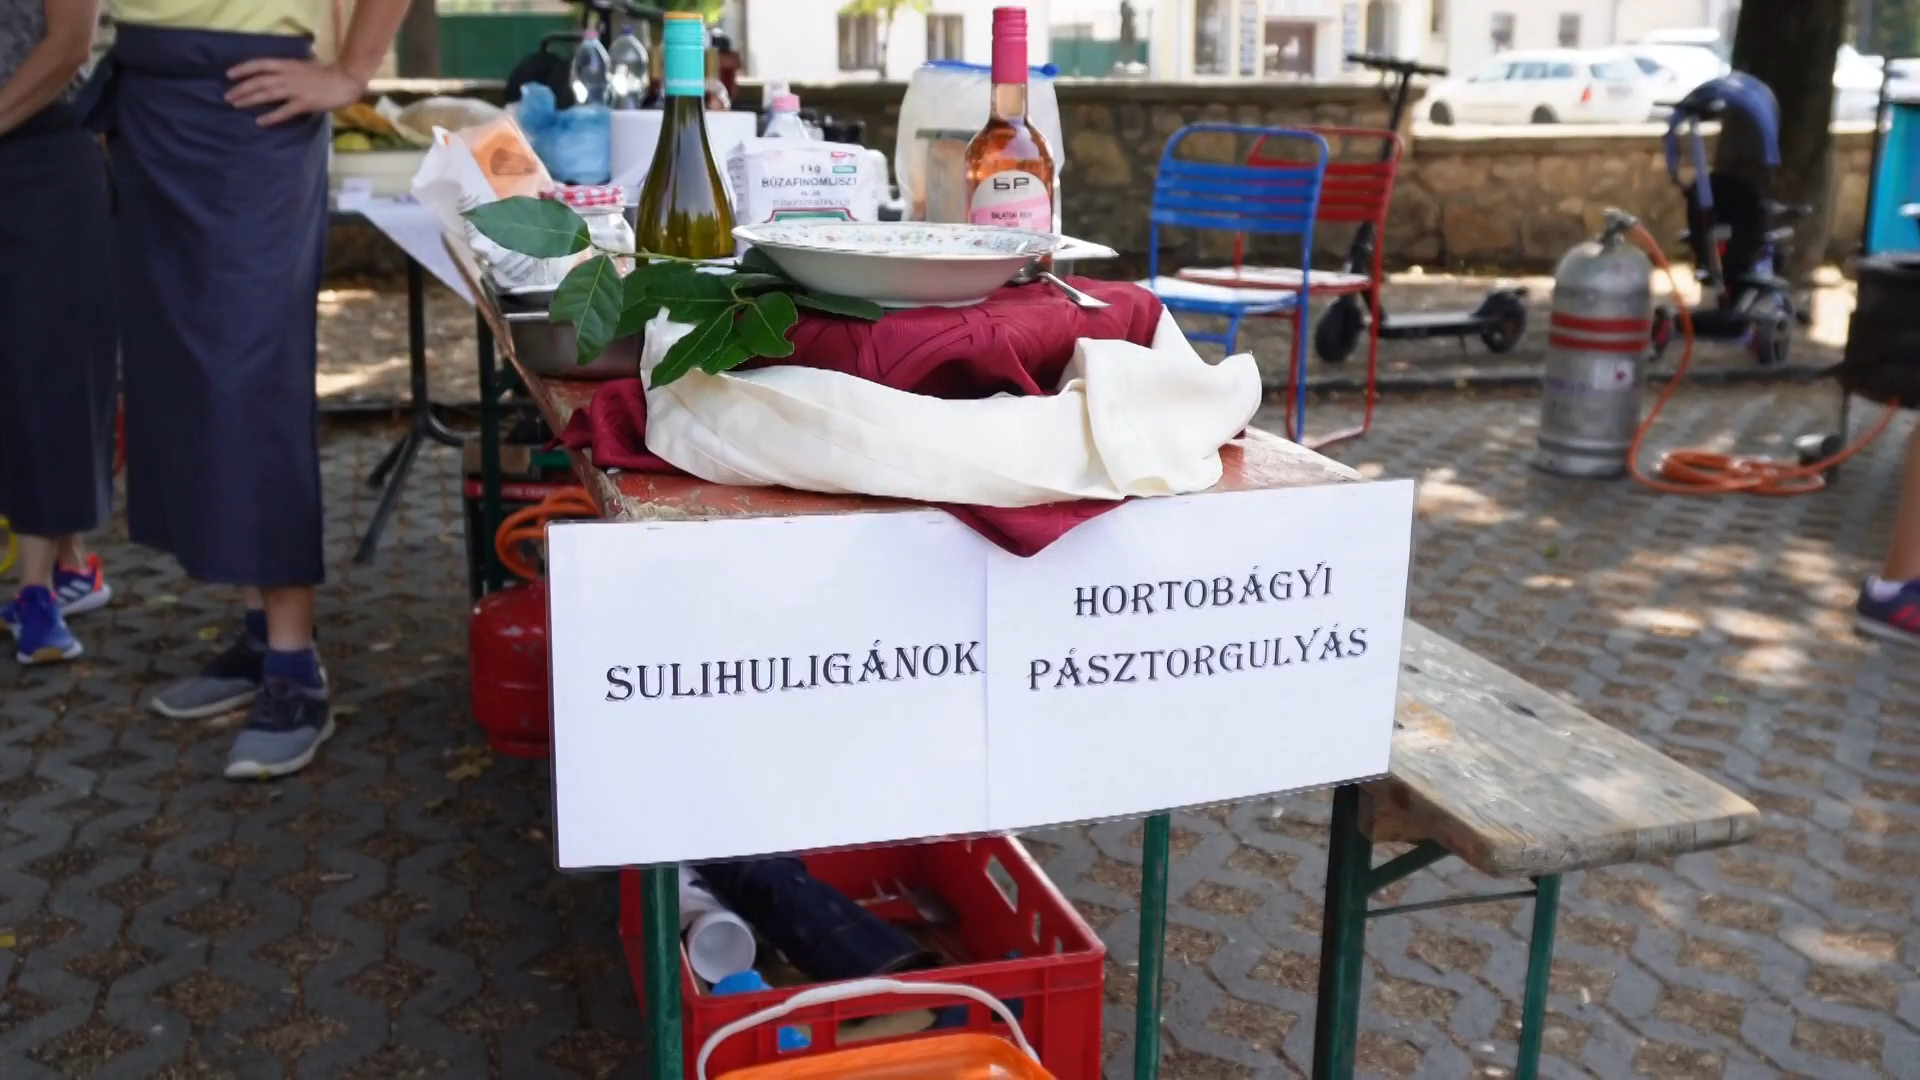 1 kg
BÚZAFINOMLISZT
BP
SULIHULIGÁNOK
HORTOBÁGYI
PÁSZTORGULYÁS